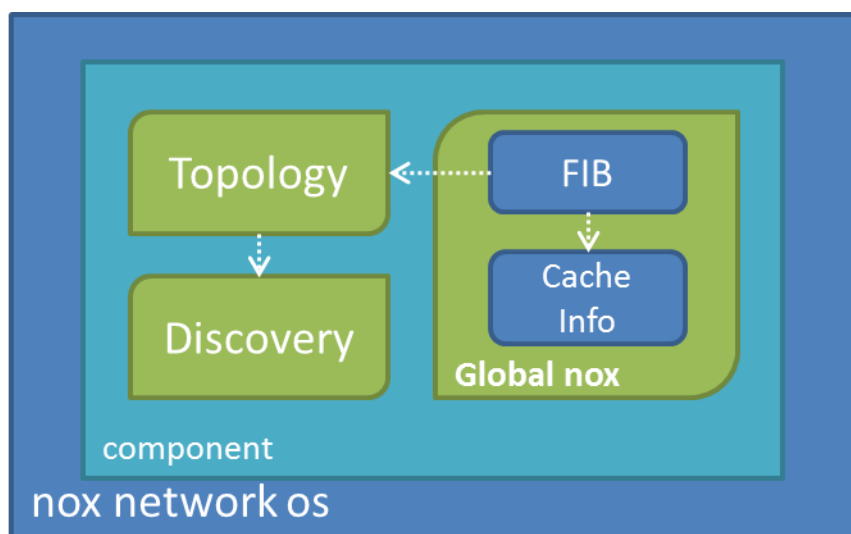 Topology
FIB
Cache
Info
Discovery
Global nox
component
nox network os